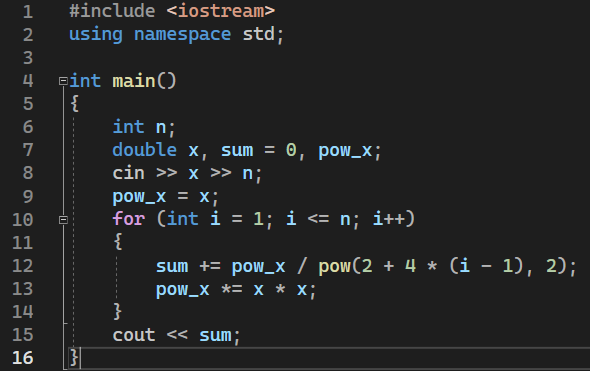 1 #include <iostream>
2 using namespace std;
3
4 int main()
5 {
6 int n;
7 double x, sum = 0, pow_x;
8 cin >> x >> n;
9 pow_x = x;
10 for (int i = 1; i <= n; i++)
11 {
12 sum += pow_x / pow(2 + 4 * (i - 1), 2);
13 pow_x *= x * x;
14 }
15 cout << sum;
16 }